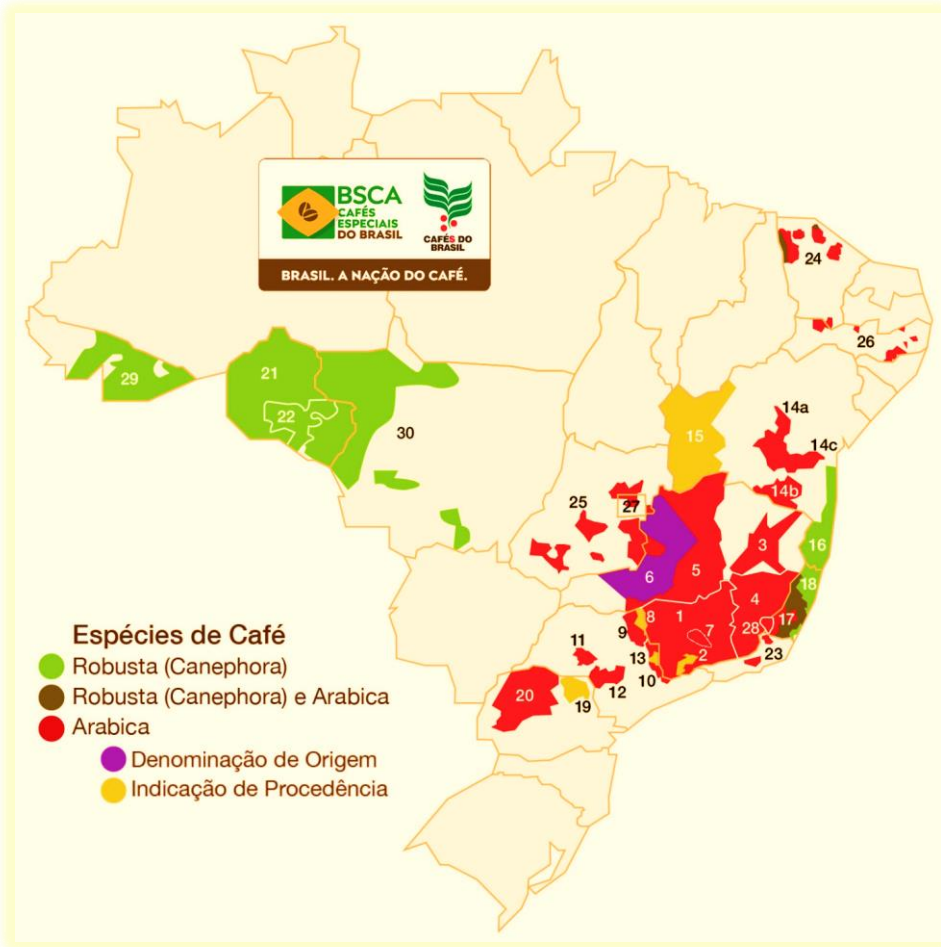 BSCA
CAFÉS
ESPECIAIS
DO BRASIL
CAFÉS DO
BRASIL
BRASIL. A NAÇÃO DO CAFÉ.
24
26
29
21
22
30
15
14a
14c
14b
25
27
3
16
6
5
18
4
1
8
7
17
28
9
11
13
2
23
10
12
20
19
Espécies de Café
Robusta (Canephora)
Robusta (Canephora) e Arabica
Arabica
Denominação de Origem
Indicação de Procedência